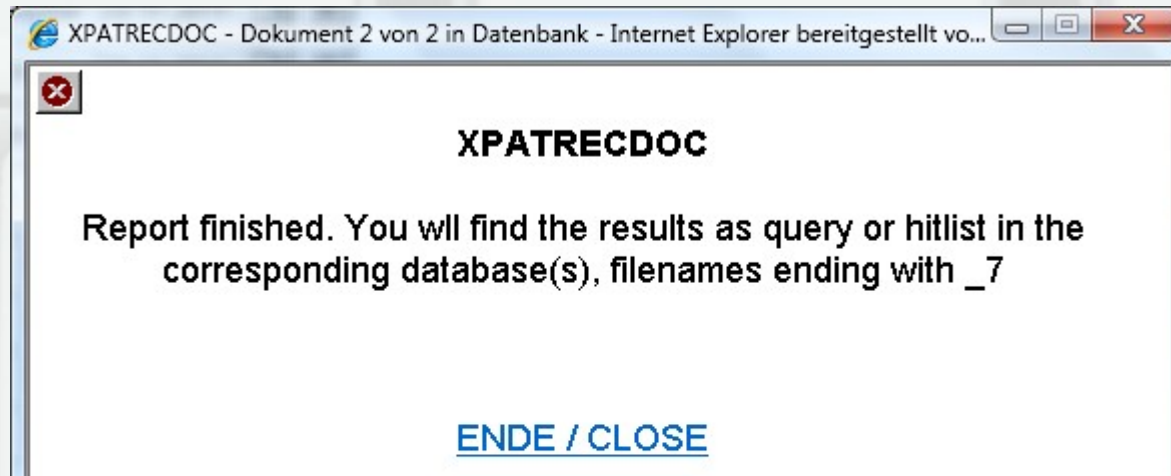 XPATRECDOC - Dokument 2 von 2 in Datenbank - Internet Explorer bereitgestellt vo...
XPATRECDOC
Report finished. You wll find the results as query or hitlist in the
corresponding database(s), filenames ending with _7
ENDE / CLOSE